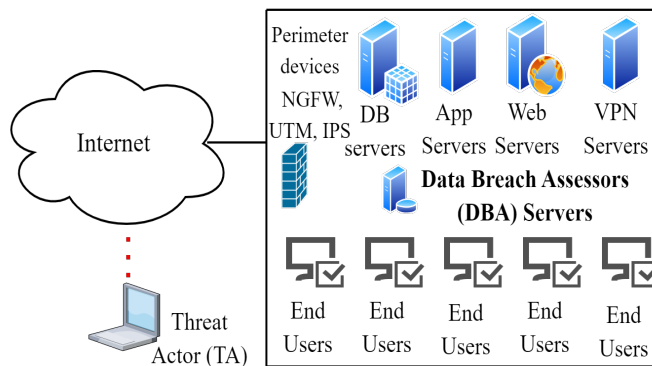 Internet
Threat
Actor (TA)
Perimeter
devices
NGFW,
UTM, IPS
DB
servers
App
Servers
Web
Servers
VPN
Servers
Data Breach Assessors
(DBA) Servers
End
Users
End
Users
End
Users
End
Users
End
Users